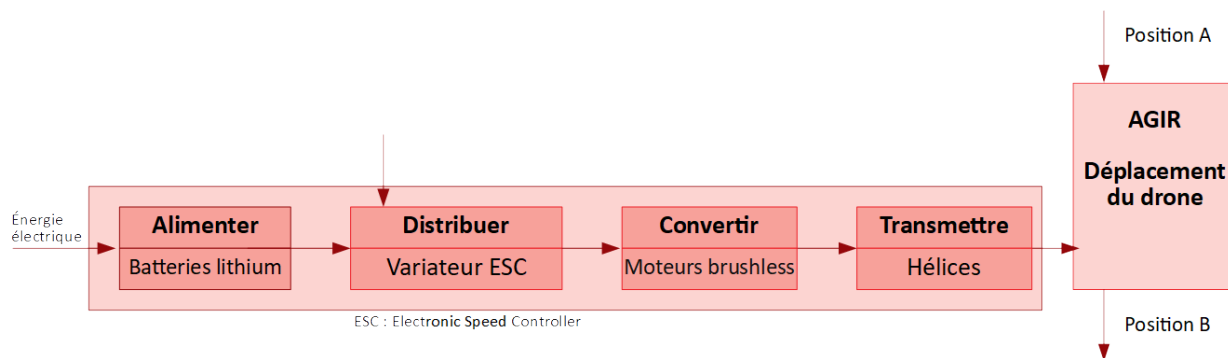 Position A
AGIR
Déplacement
du drone
Énergie
électrique
Alimenter
Batteries lithium
Distribuer
Variateur ESC
Convertir
Moteurs brushless
Transmettre
Hélices
ESC : Electronic Speed Controller
Position B